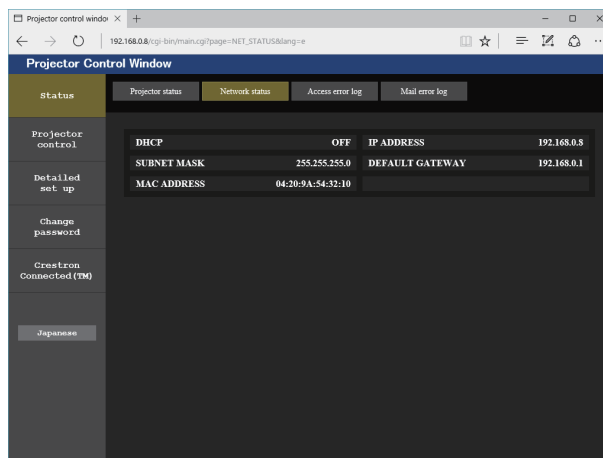 Projector control windov
192.168.0.8/cgi-bin/main.cgi?page=NET_STATUS&lang=e
Projector Control Window
Status
Projector status
Network status
Access error log
Mail error log
Projector
control
Detailed
set up
Change
password
Crestron
Connected(TM)
Japanese
DHCP OFF
IP ADDRESS 192.168.0.8
SUBNET MASK 255.255.255.0
DEFAULT GATEWAY 192.168.0.1
MAC ADDRESS 04:20:9A:54:32:10